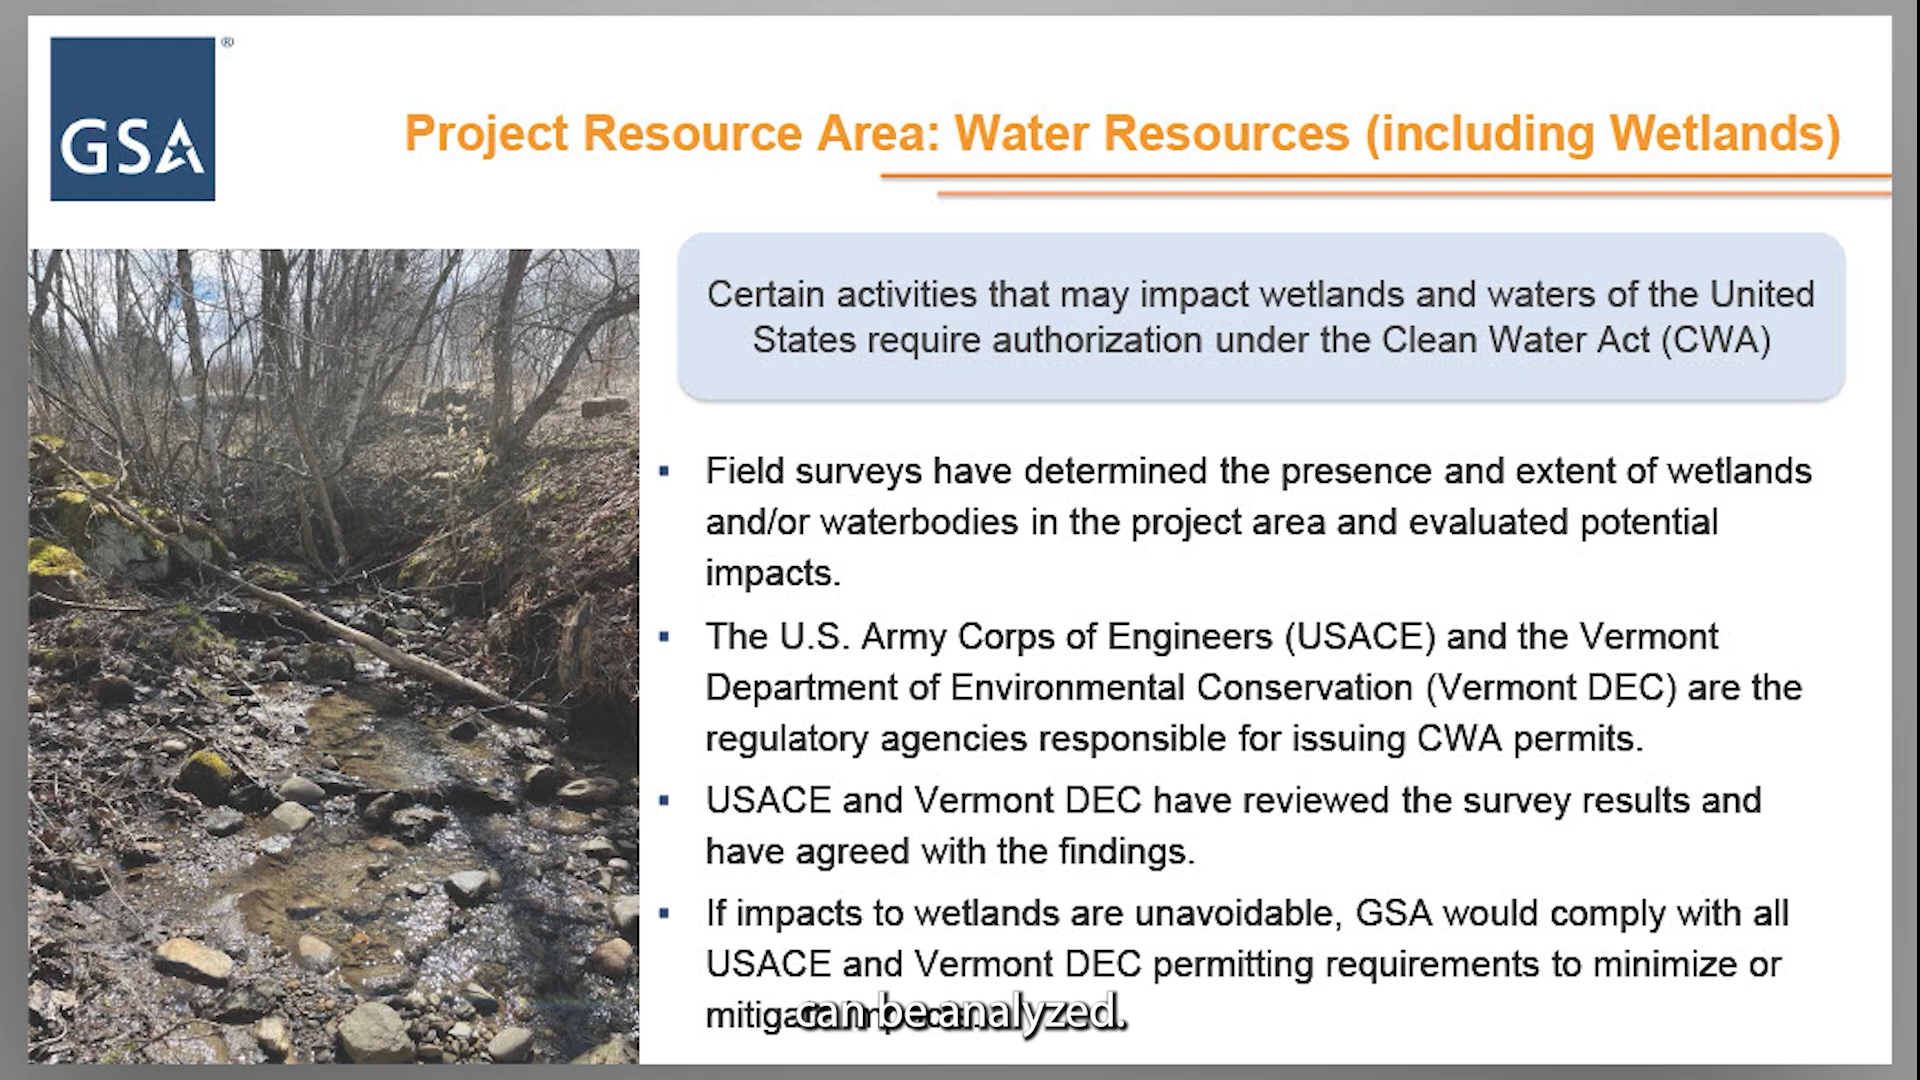 GSA
®
Project Resource Area: Water Resources (including Wetlands)
Certain activities that may impact wetlands and waters of the United
States require authorization under the Clean Water Act (CWA)
▪ Field surveys have determined the presence and extent of wetlands
and/or waterbodies in the project area and evaluated potential
impacts.
▪ The U.S. Army Corps of Engineers (USACE) and the Vermont
Department of Environmental Conservation (Vermont DEC) are the
regulatory agencies responsible for issuing CWA permits.
▪ USACE and Vermont DEC have reviewed the survey results and
have agreed with the findings.
▪ If impacts to wetlands are unavoidable, GSA would comply with all
USACE and Vermont DEC permitting requirements to minimize or
can be analyzed.